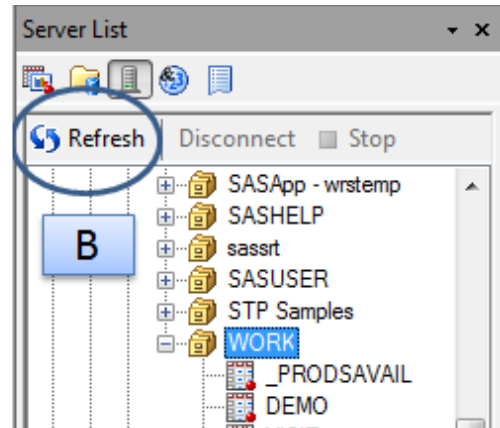 Server List
Refresh Disconnect Stop
SASApp - wrstemp
SASHELP
B
sassrt
SASUSER
STP Samples
WORK
_PRODSAVAIL
DEMO